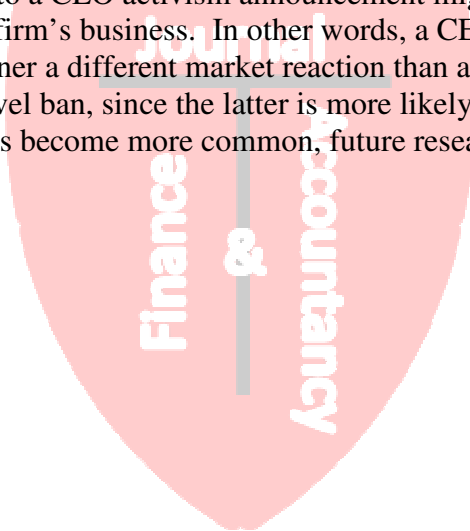 to a CEO activism announcement mig
firm's business. In other words, a CE
ner a different market reaction than a
vel ban, since the latter is more likely
s become more common, future resea
Journal
Finance
&
Accountancy